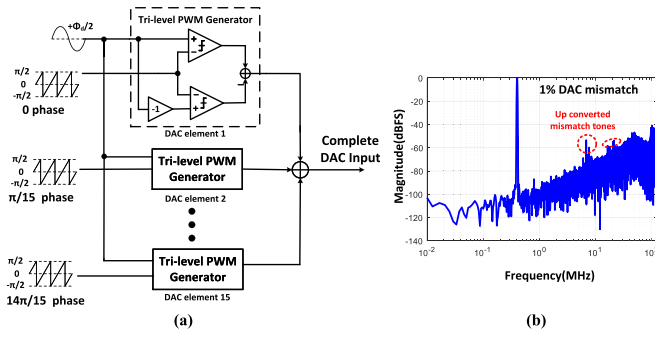 Tri-level PWM Generator
+Φd/2
+
−
−
+
-1
+
−
−
DAC element 1
π/2
0
-π/2
0 phase
π/2
0
-π/2
π/15 phase
Tri-level PWM
Generator
DAC element 2
π/2
0
-π/2
14π/15 phase
Tri-level PWM
Generator
DAC element 15
+
Complete
DAC Input
(a)
1% DAC mismatch
Up converted
mismatch tones
Magnitude(dBFS)
0
-20
-40
-60
-80
-100
-120
-140
10⁻² 10⁻¹ 10⁰ 10¹ 10²
Frequency(MHz)
(b)